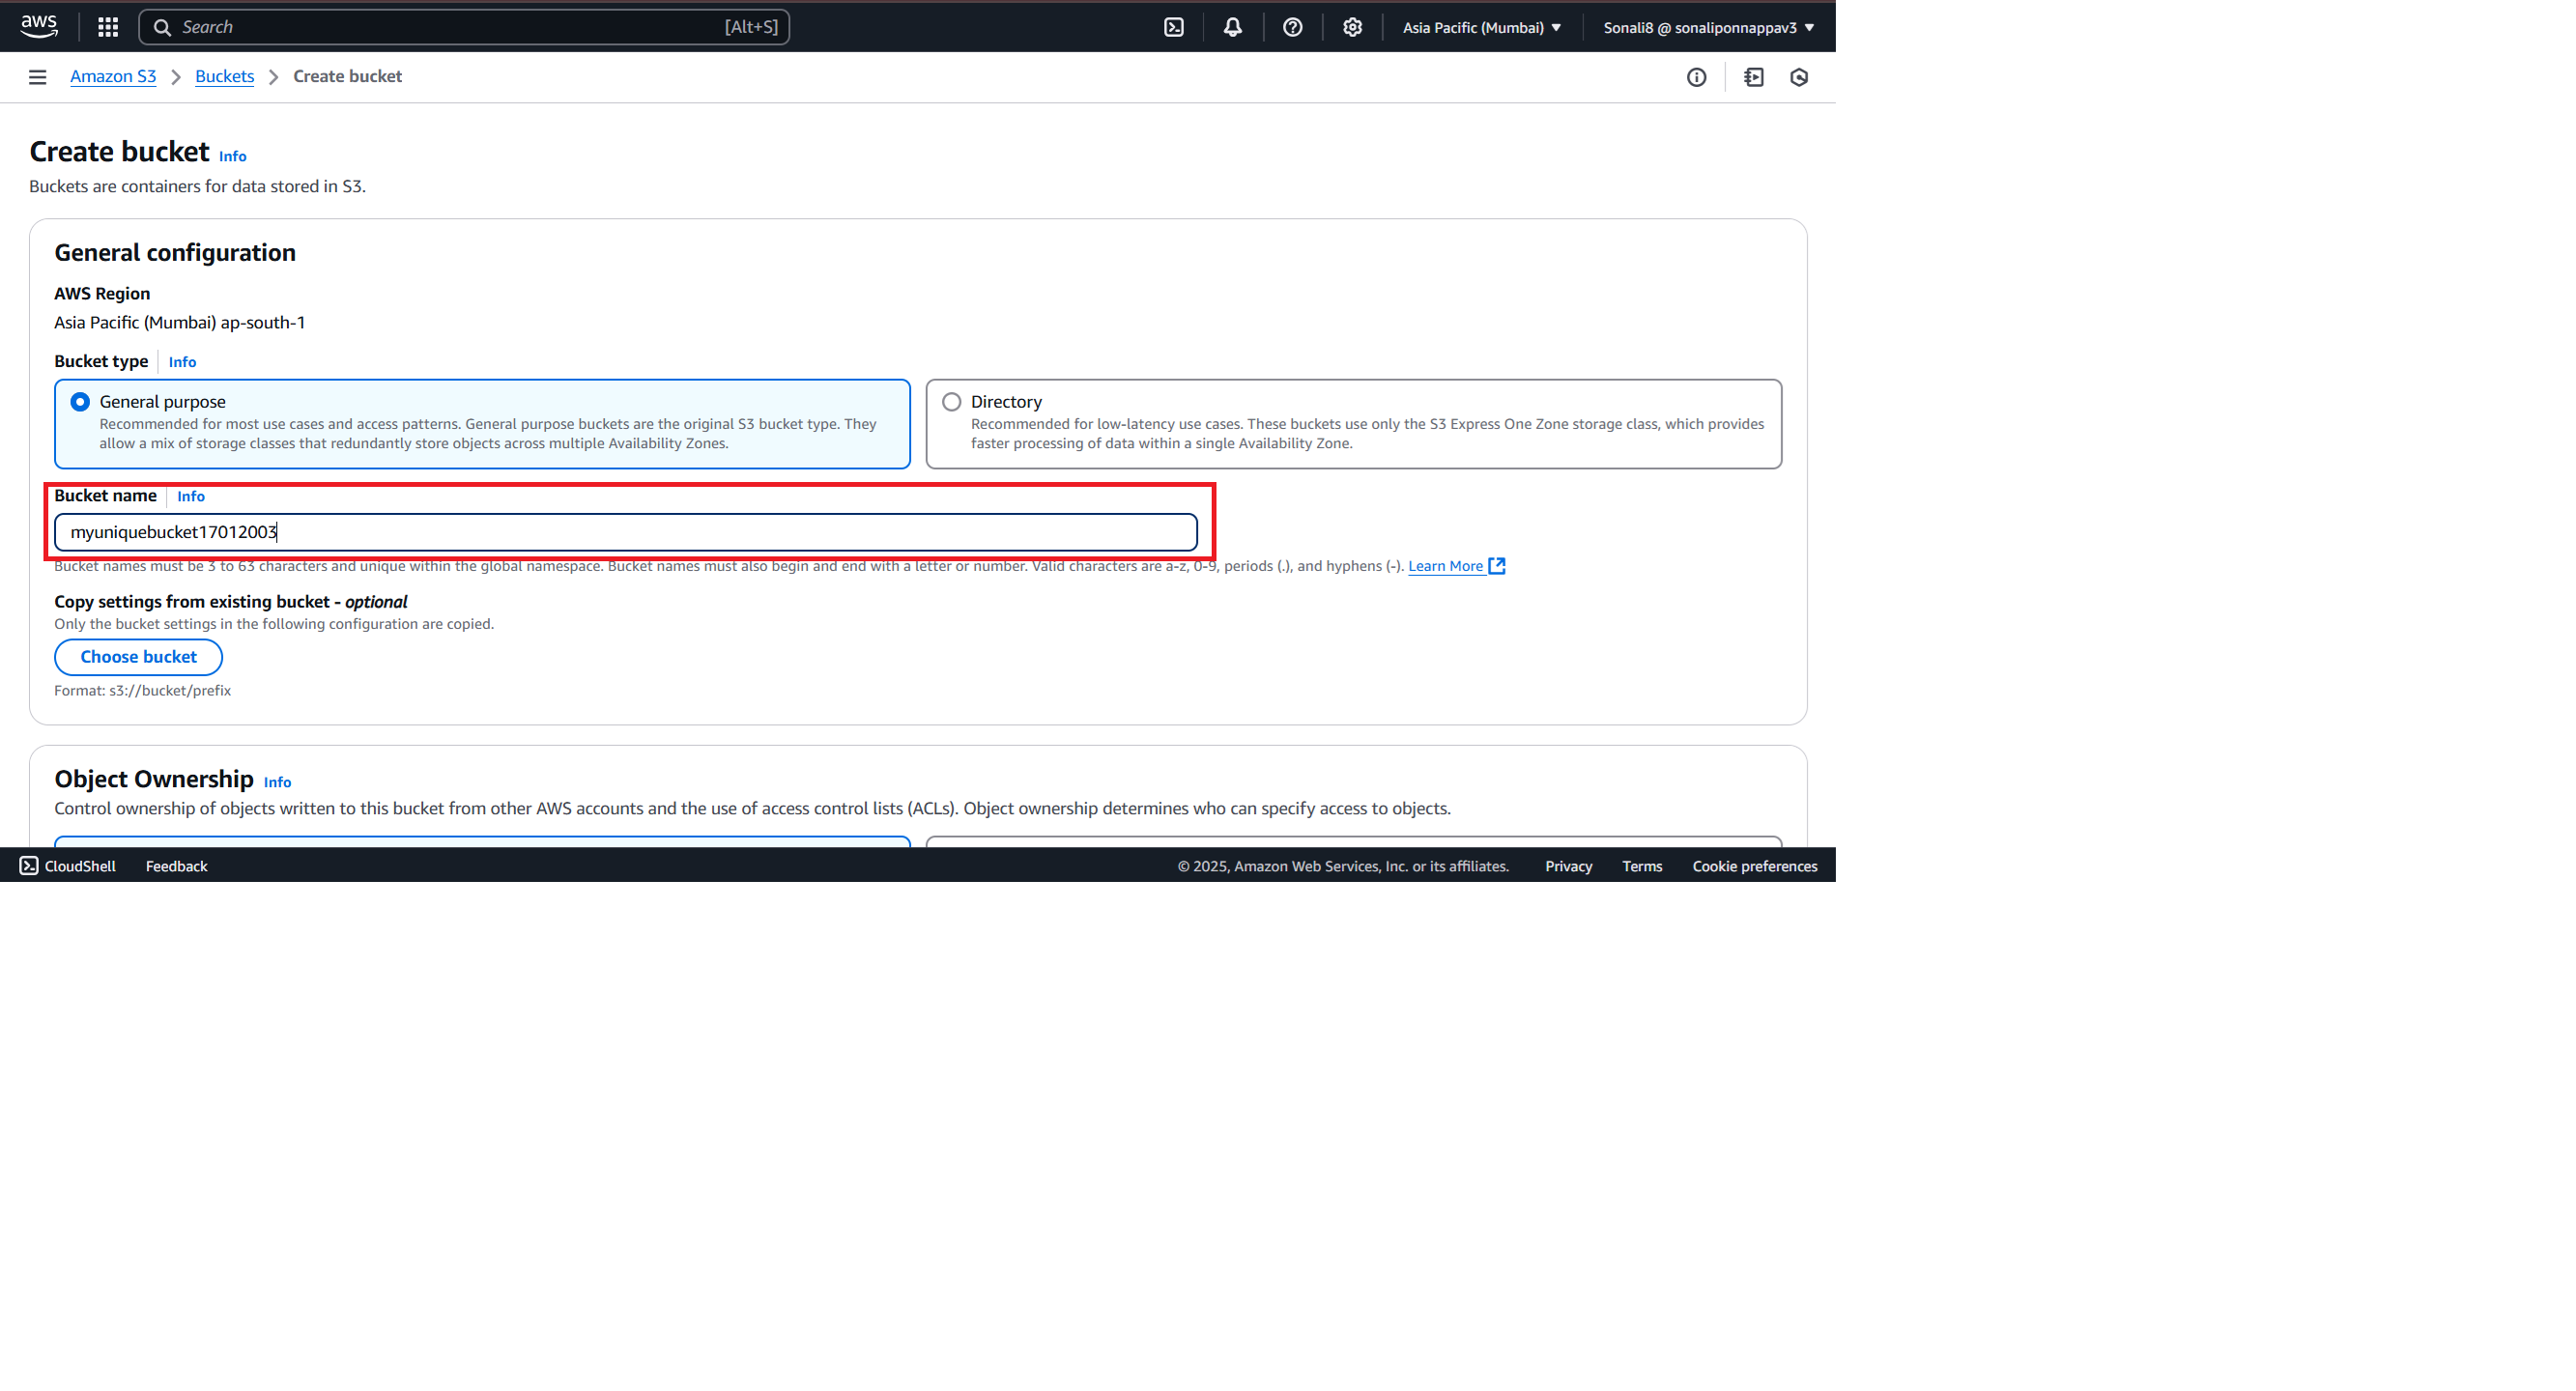 aws
Search [Alt+S]
Asia Pacific (Mumbai)
Sonali8 @ sonaliponnappav3
Amazon S3 > Buckets > Create bucket
Create bucket Info
Buckets are containers for data stored in S3.
General configuration
AWS Region
Asia Pacific (Mumbai) ap-south-1
Bucket type Info
General purpose
Recommended for most use cases and access patterns. General purpose buckets are the original S3 bucket type. They
allow a mix of storage classes that redundantly store objects across multiple Availability Zones.
Directory
Recommended for low-latency use cases. These buckets use only the S3 Express One Zone storage class, which provides
faster processing of data within a single Availability Zone.
Bucket name Info
myuniquebucket17012003
Bucket names must be 3 to 63 characters and unique within the global namespace. Bucket names must also begin and end with a letter or number. Valid characters are a-z, 0-9, periods (.), and hyphens (-). Learn More
Copy settings from existing bucket - optional
Only the bucket settings in the following configuration are copied.
Choose bucket
Format: s3://bucket/prefix
Object Ownership Info
Control ownership of objects written to this bucket from other AWS accounts and the use of access control lists (ACLs). Object ownership determines who can specify access to objects.
CloudShell Feedback © 2025, Amazon Web Services, Inc. or its affiliates. Privacy Terms Cookie preferences